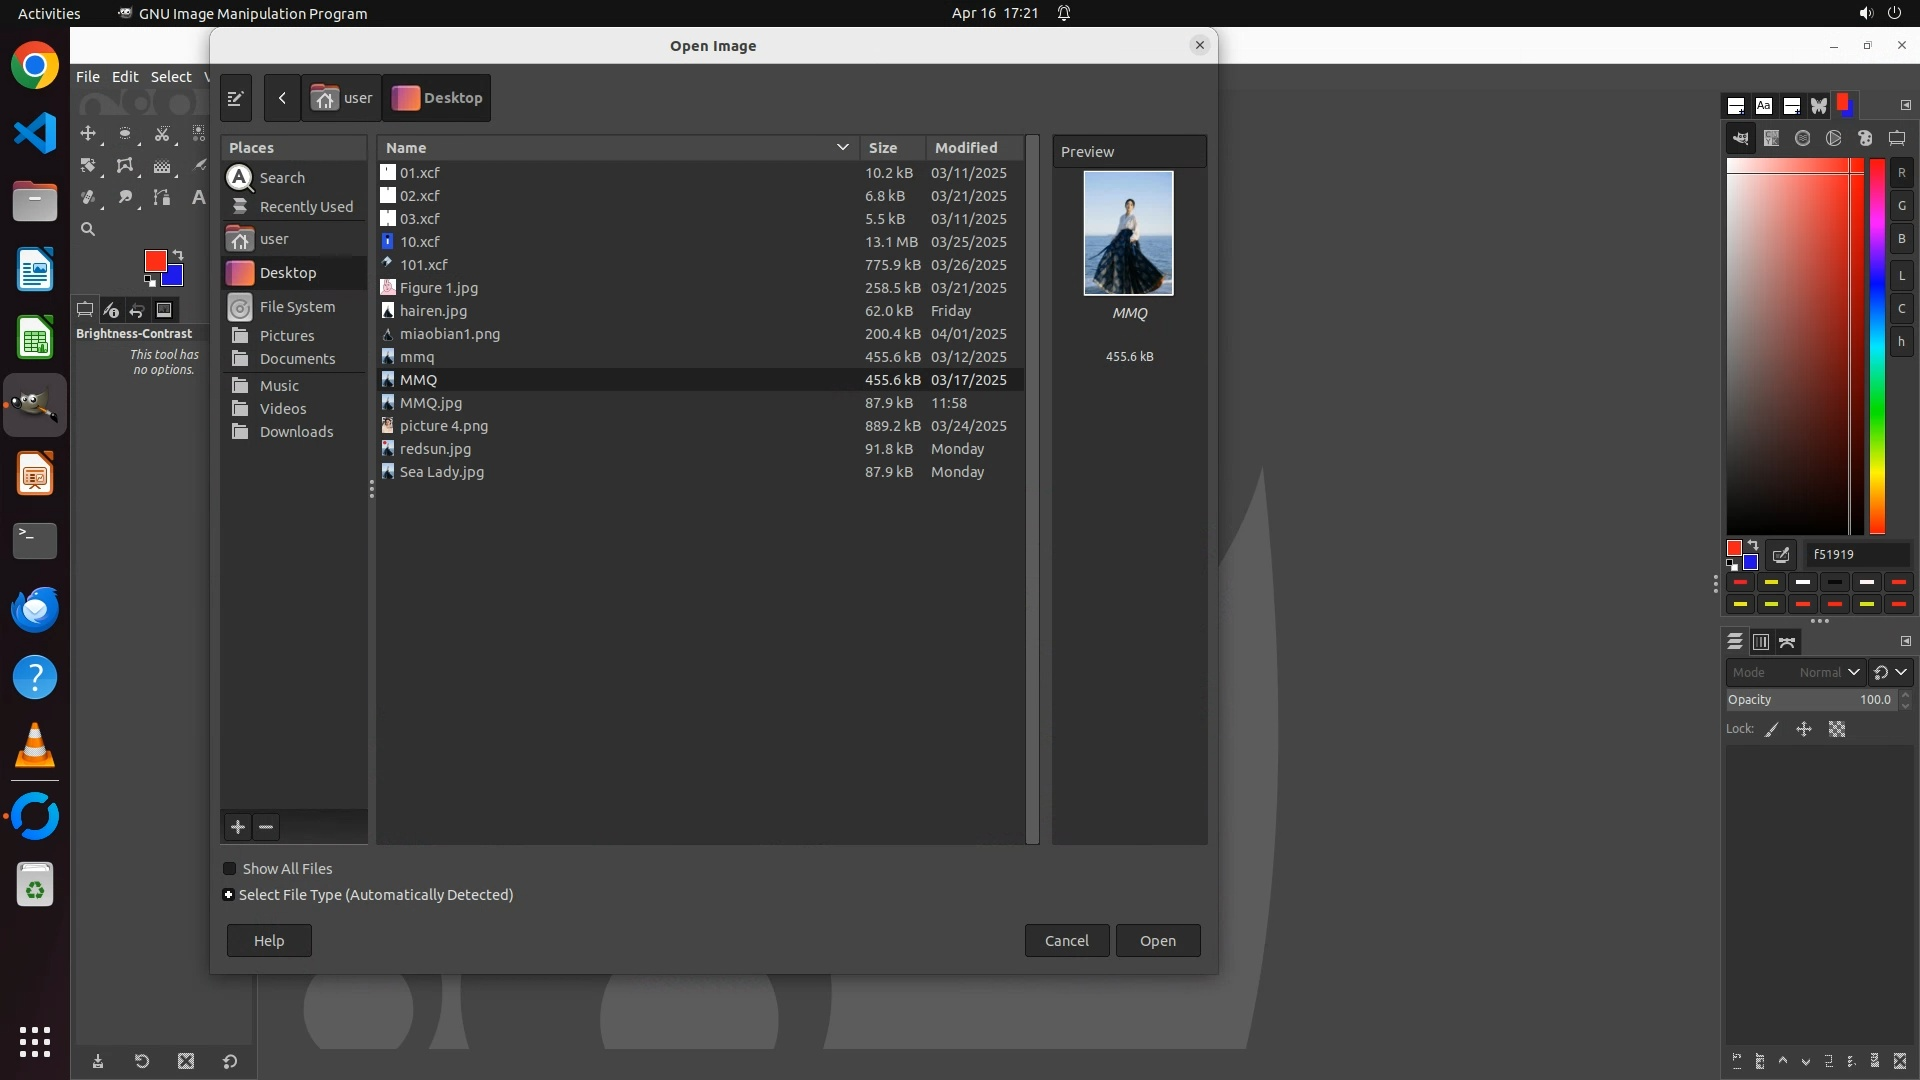 Activities GNU Image Manipulation Program Apr 16 17:21
Open Image
File Edit Select
user Desktop
Places
Search
Recently Used
user
Desktop
File System
Pictures
Documents
Music
Videos
Downloads
Name Size Modified
01.xcf 10.2 kB 03/11/2025
02.xcf 6.8 kB 03/21/2025
03.xcf 5.5 kB 03/11/2025
10.xcf 13.1 MB 03/25/2025
101.xcf 775.9 kB 03/26/2025
Figure 1.jpg 258.5 kB 03/21/2025
hairen.jpg 62.0 kB Friday
miaobian1.png 200.4 kB 04/01/2025
mmq 455.6 kB 03/12/2025
MMQ 455.6 kB 03/17/2025
MMQ.jpg 87.9 kB 11:58
picture 4.png 889.2 kB 03/24/2025
redsun.jpg 91.8 kB Monday
Sea Lady.jpg 87.9 kB Monday
Preview
MMQ
455.6 kB
Show All Files
Select File Type (Automatically Detected)
Help Cancel Open
Brightness-Contrast
This tool has
no options.
Aa
R
G
B
L
C
h
f51919
Mode Normal
Opacity 100.0
Lock: